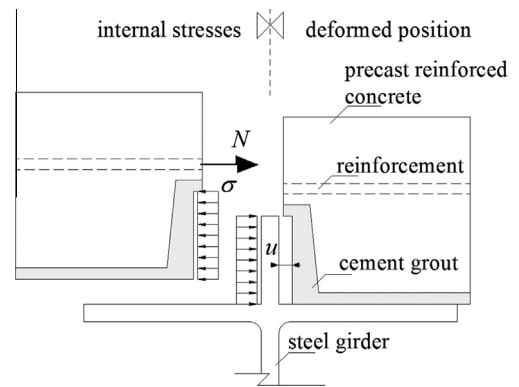 internal stresses
deformed position
precast reinforced
concrete
N
reinforcement
σ
u
cement grout
steel girder